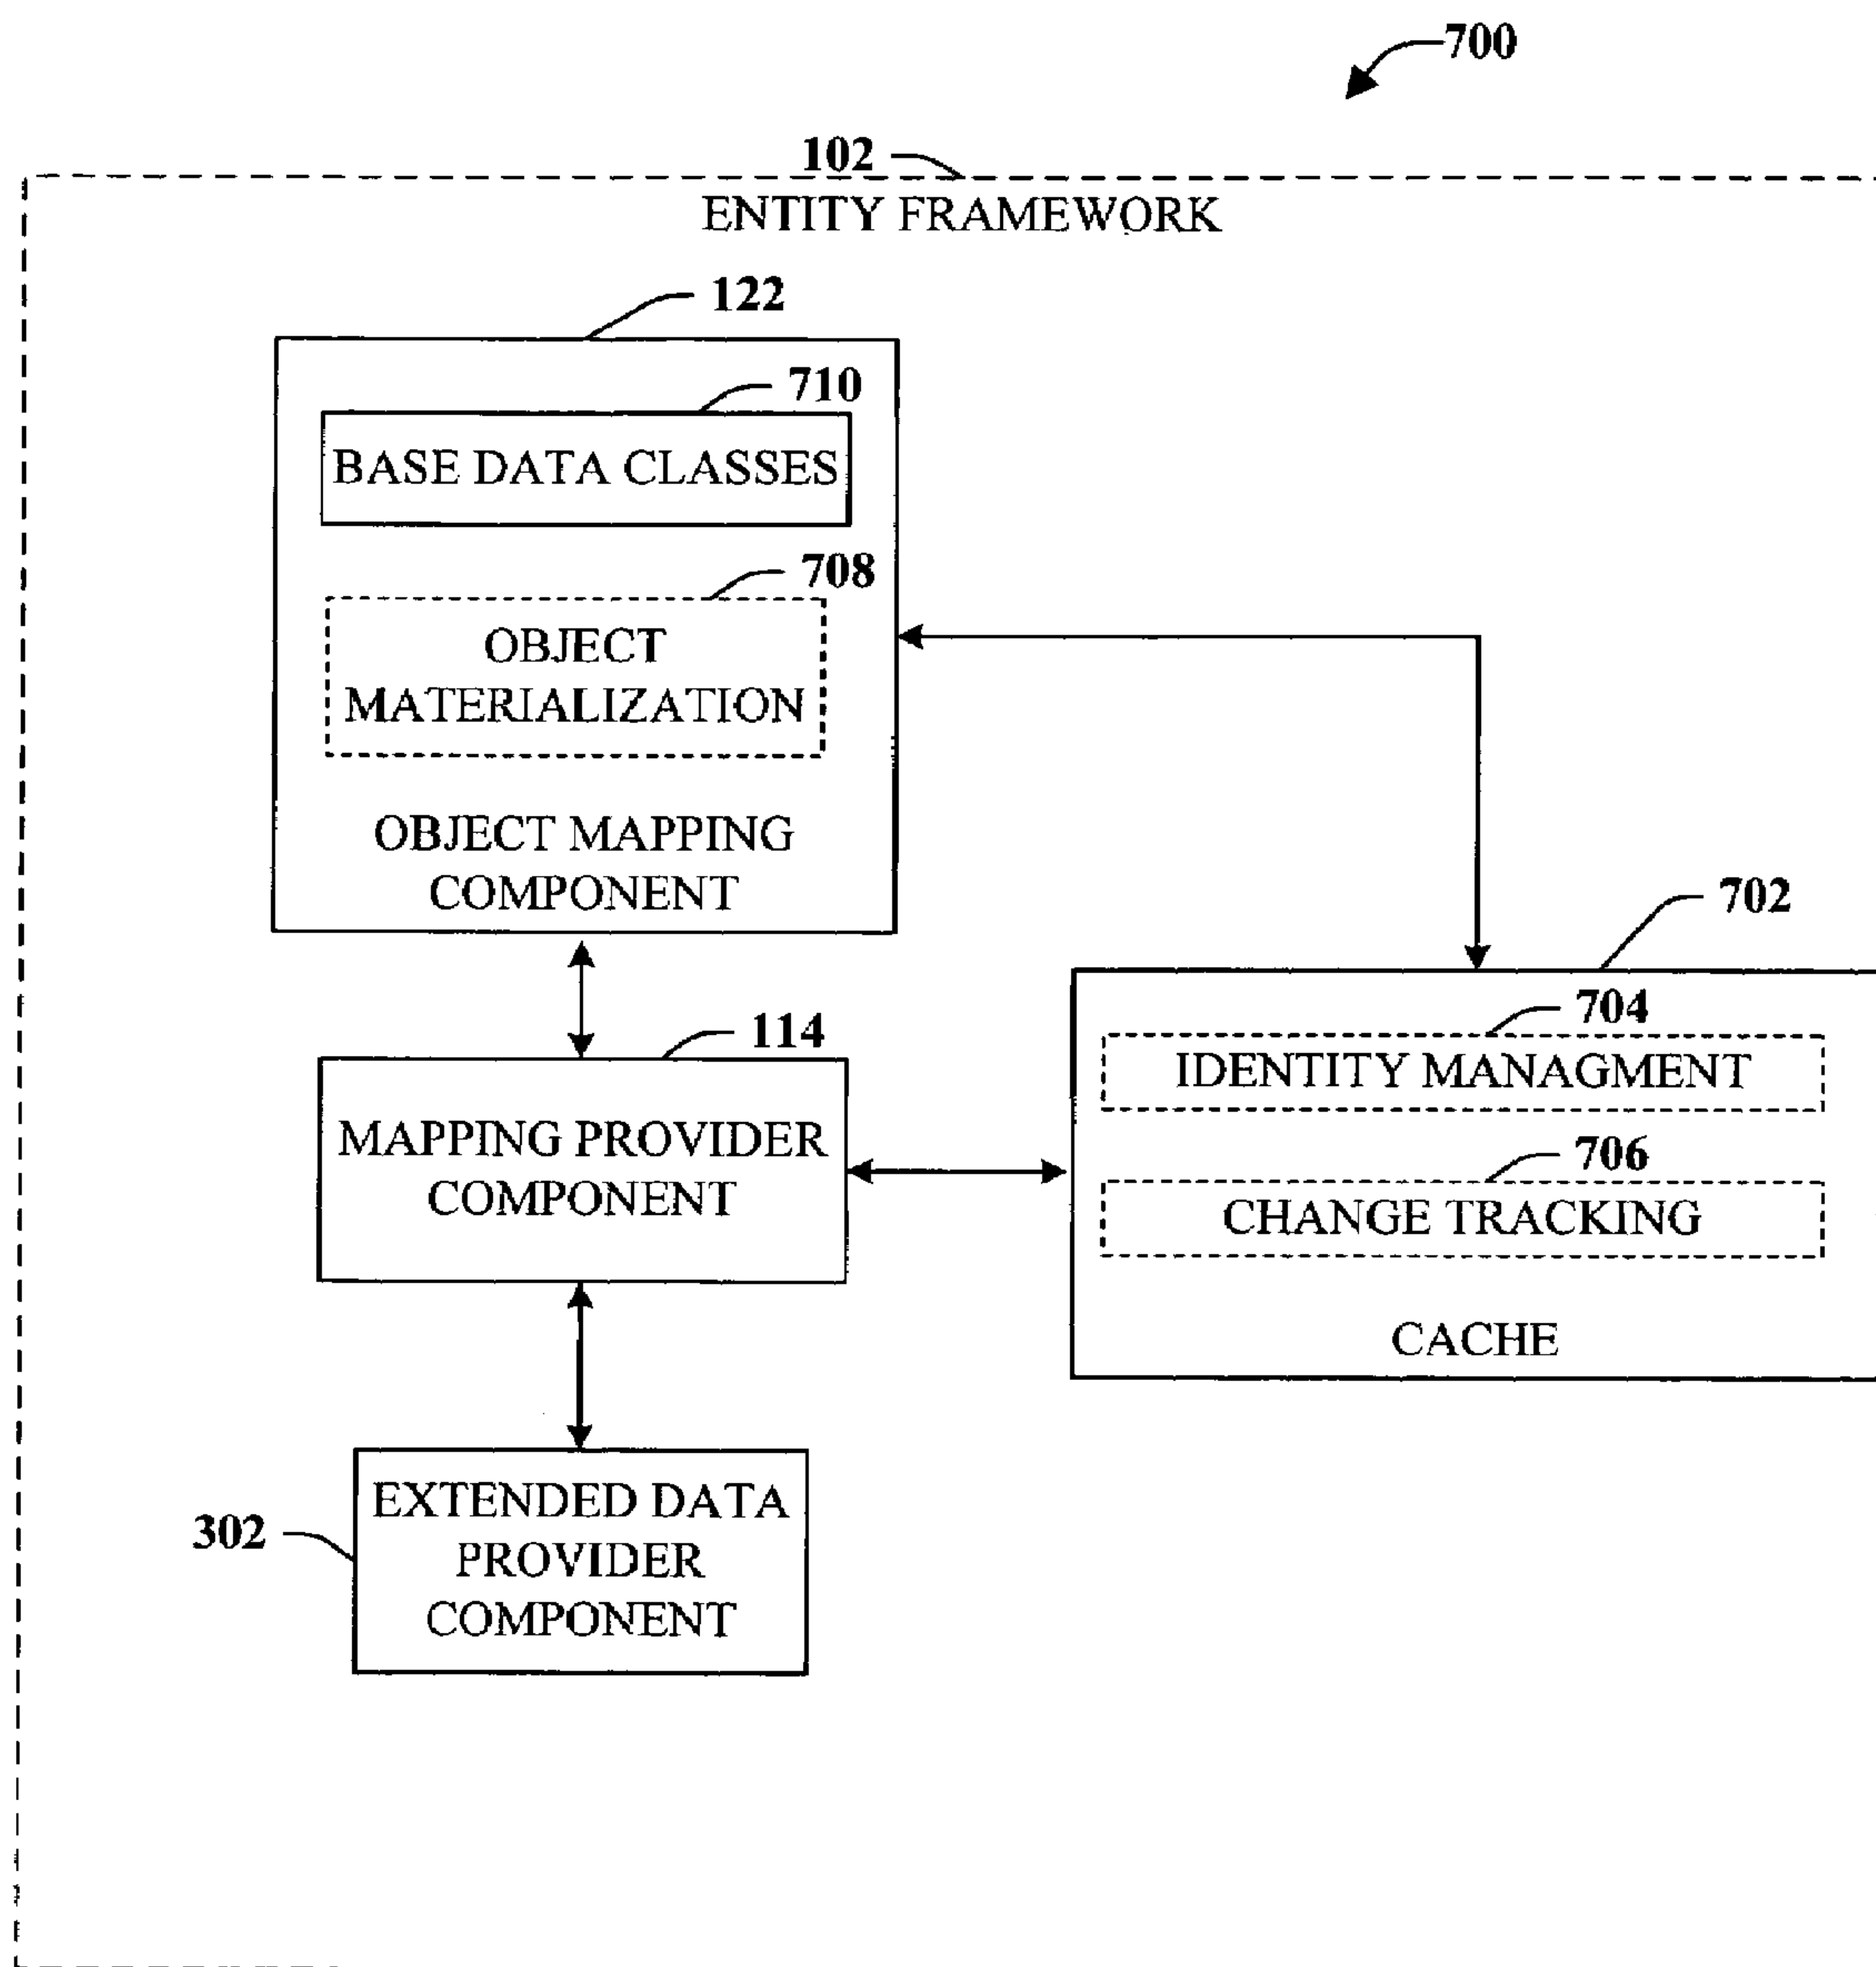 700
102
ENTITY FRAMEWORK
122
710
BASE DATA CLASSES
708
OBJECT
MATERIALIZATION
OBJECT MAPPING
COMPONENT
702
704
IDENTITY MANAGMENT
114
MAPPING PROVIDER
COMPONENT
706
CHANGE TRACKING
CACHE
302
EXTENDED DATA
PROVIDER
COMPONENT